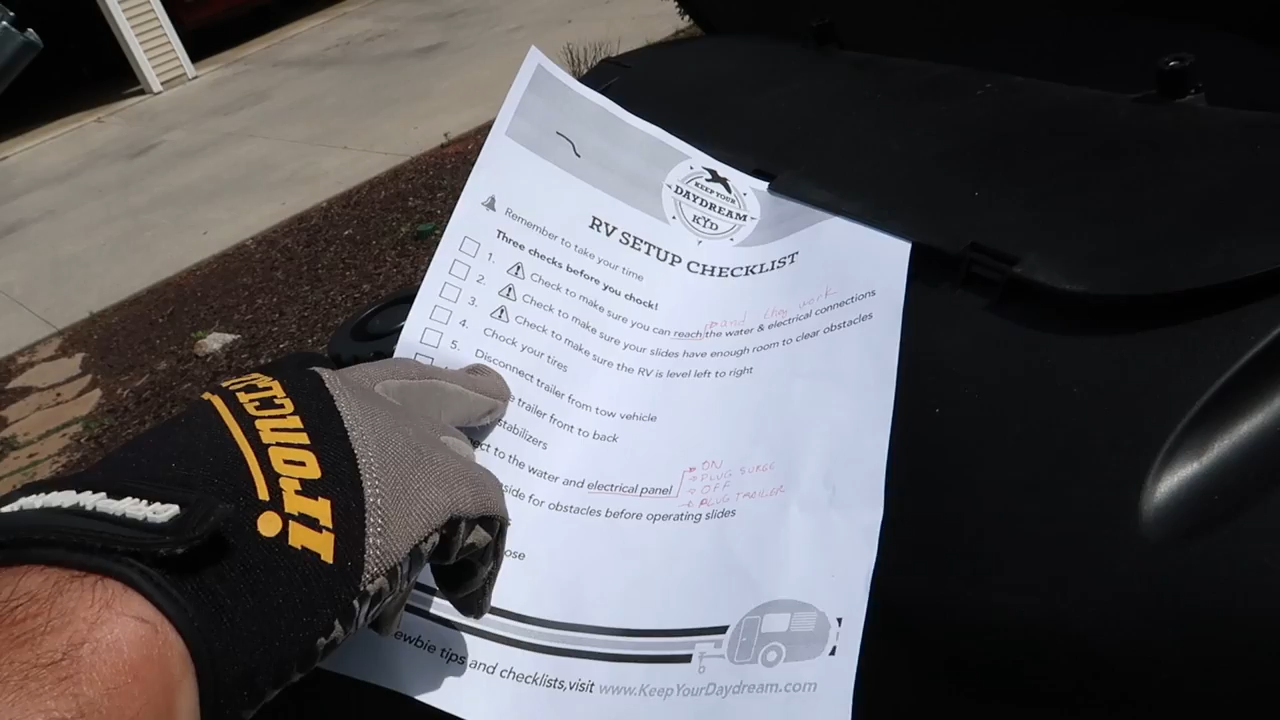 KEEP YOUR
DAYDREAM
KYD
RV SETUP CHECKLIST
Remember to take your time
Three checks before you chock!
and they work
1. Check to make sure you can reach the water & electrical connections
2. Check to make sure your slides have enough room to clear obstacles
3. Check to make sure the RV is level left to right
4. Chock your tires
5. Disconnect trailer from tow vehicle
trailer front to back
stabilizers
to the water and electrical panel
ON
PLUG SURGE
OFF
PLUG TRAILER
for obstacles before operating slides
tips and checklists, visit www.KeepYourDaydream.com
ironclad